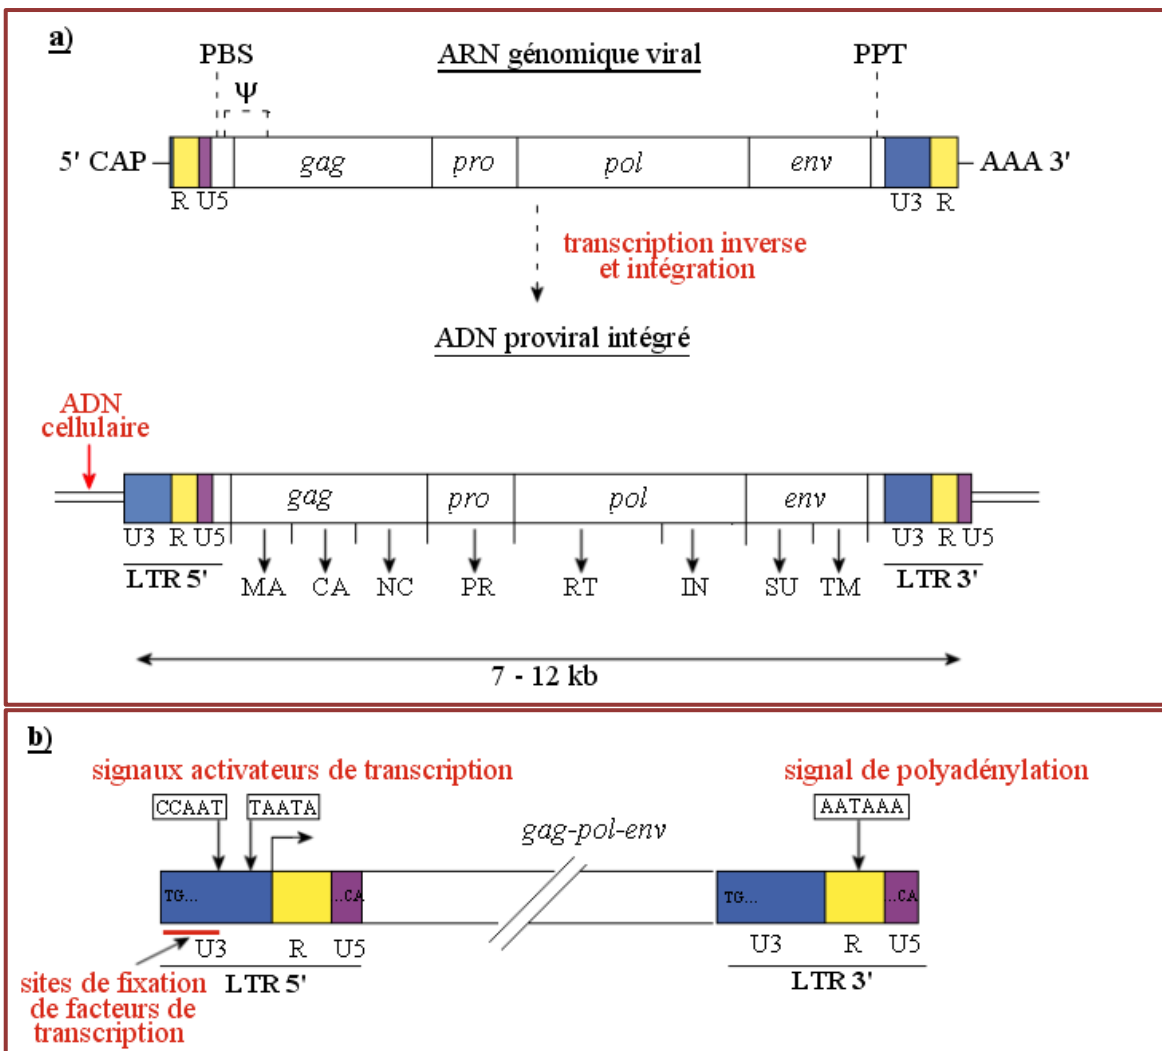 a)
PBS ARN génomique viral PPT
Ψ
5' CAP gag pro pol env AAA 3'
R U5 U3 R
transcription inverse
et intégration
ADN proviral intégré
ADN
cellulaire
gag pro pol env
U3 R U5 U3 R U5
LTR 5' LTR 3'
MA CA NC PR RT IN SU TM
7 - 12 kb
b)
signaux activateurs de transcription signal de polyadénylation
CCAAT TAATA AATAAA
gag-pol-env
TG... ...CA TG... ...CA
U3 R U5 U3 R U5
LTR 5' LTR 3'
sites de fixation
de facteurs de
transcription